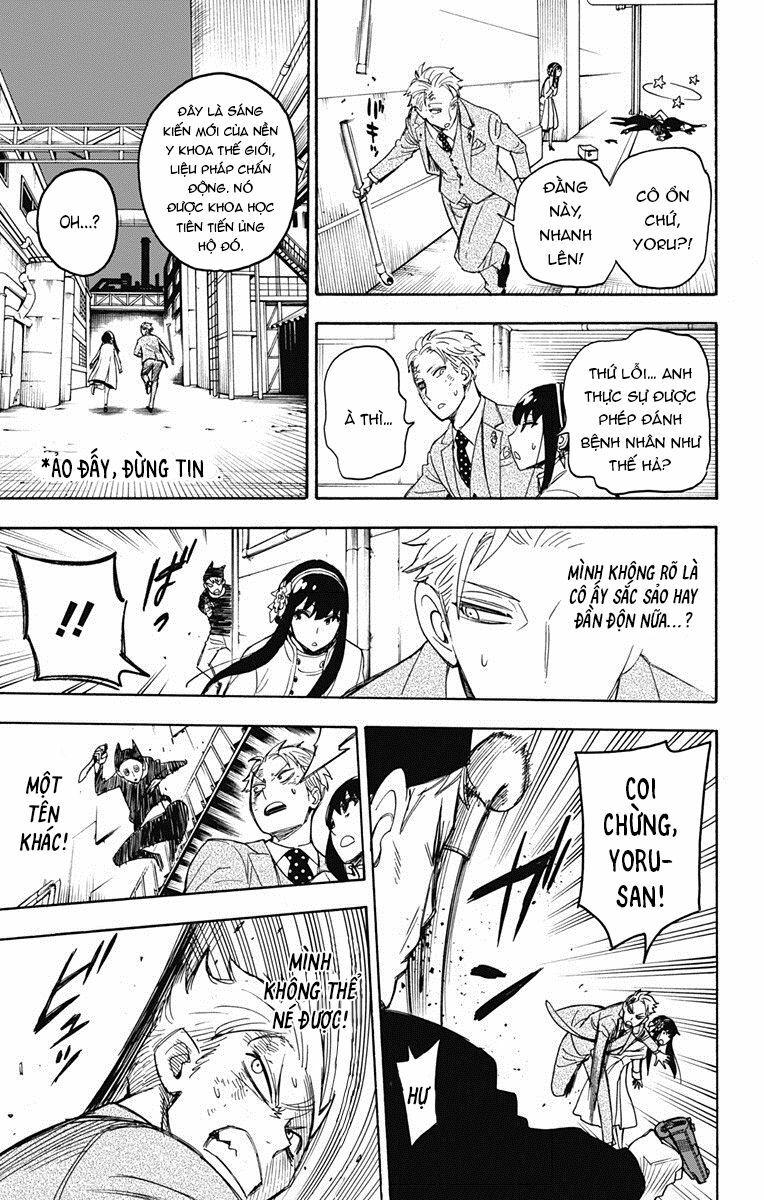 CÔ ỔN
CHỨ,
YORU?!
ĐẰNG
NÀY,
NHANH
LÊN!
THỨ LỖI... ANH
THỰC SỰ ĐƯỢC
PHÉP ĐÁNH
BỆNH NHÂN NHƯ
THẾ HẢ?
À THÌ...
ĐÂY LÀ SÁNG
KIẾN MỚI CỦA NỀN
Y KHOA THẾ GIỚI,
LIỆU PHÁP CHẤN
ĐỘNG. NÓ
ĐƯỢC KHOA HỌC
TIÊN TIẾN ỦNG
HỘ ĐÓ.
OH...?
*ẢO ĐẤY, ĐỪNG TIN
MÌNH KHÔNG RÕ LÀ
CÔ ẤY SẮC SẢO HAY
ĐẦN ĐỘN NỮA...?
ば
!!
COI
CHỪNG,
YORU-
SAN!
HỰ
MỘT
TÊN
KHÁC!
MÌNH
KHÔNG THỂ
NÉ ĐƯỢC!